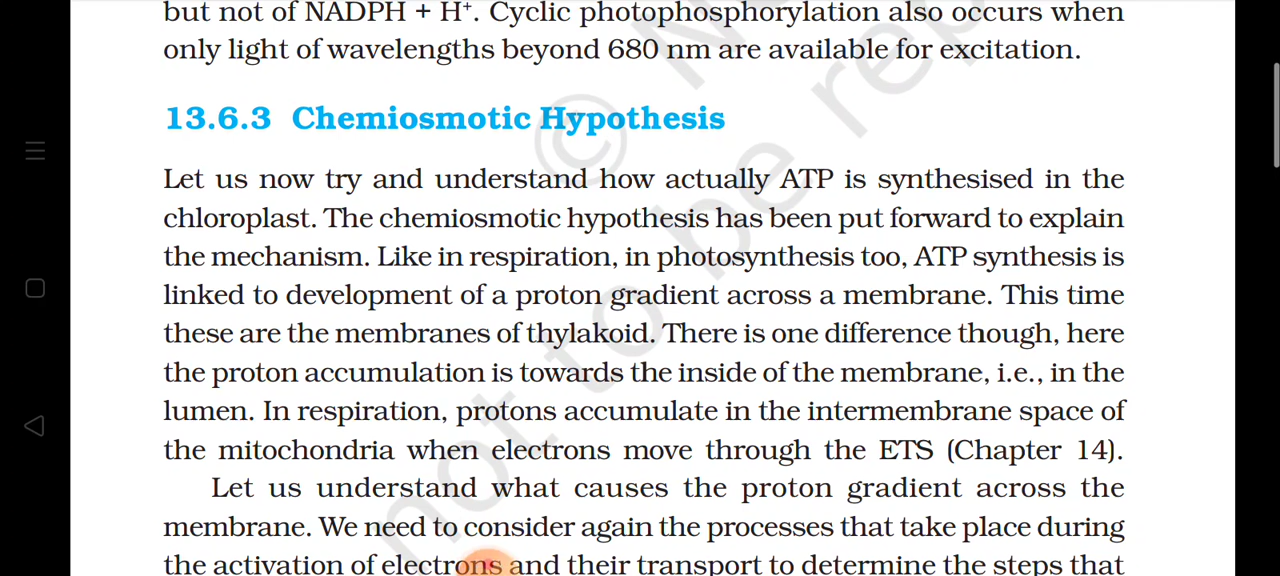 but not of NADPH + H⁺. Cyclic photophosphorylation also occurs when
only light of wavelengths beyond 680 nm are available for excitation.
13.6.3 Chemiosmotic Hypothesis
Let us now try and understand how actually ATP is synthesised in the
chloroplast. The chemiosmotic hypothesis has been put forward to explain
the mechanism. Like in respiration, in photosynthesis too, ATP synthesis is
linked to development of a proton gradient across a membrane. This time
these are the membranes of thylakoid. There is one difference though, here
the proton accumulation is towards the inside of the membrane, i.e., in the
lumen. In respiration, protons accumulate in the intermembrane space of
the mitochondria when electrons move through the ETS (Chapter 14).
Let us understand what causes the proton gradient across the
membrane. We need to consider again the processes that take place during
the activation of electrons and their transport to determine the steps that
© N
not to be rep